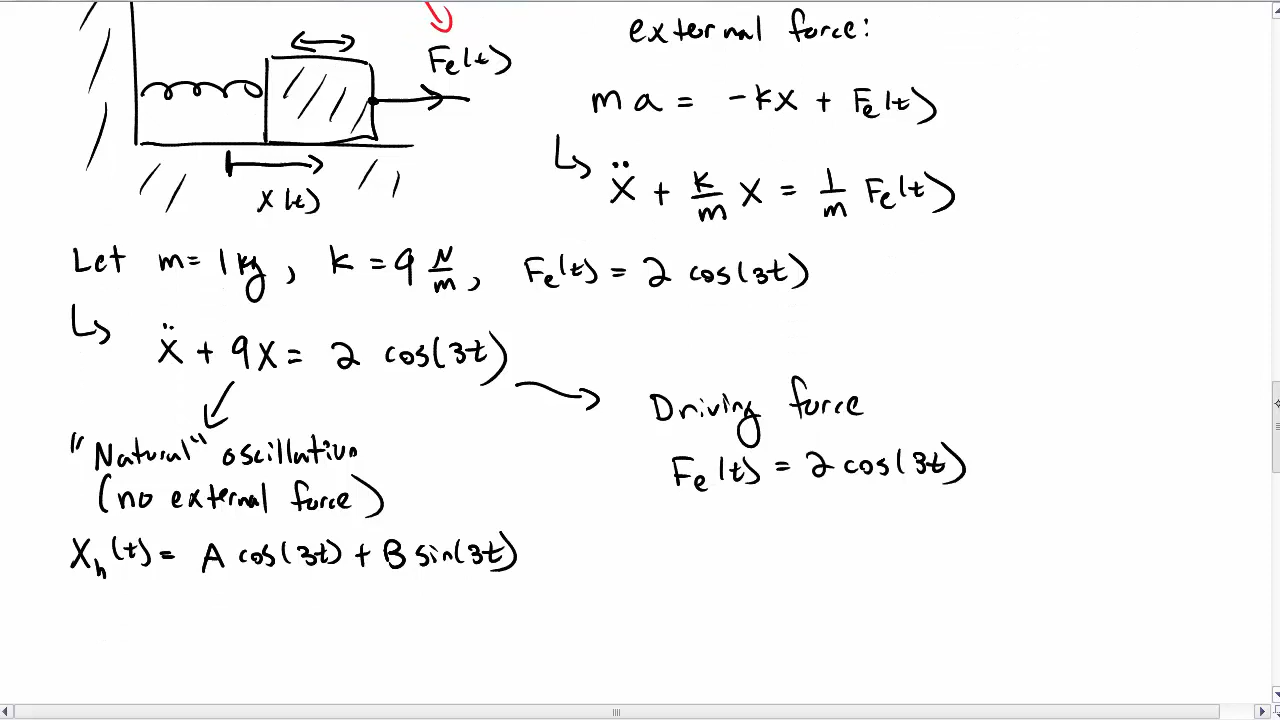 external force:
Fe(t)
ma = -kx + Fe(t)
x(t)
↳ ẍ + k/m x = 1/m Fe(t)
Let m = 1 kg, k = 9 N/m, Fe(t) = 2 cos(3t)
↳ ẍ + 9x = 2 cos(3t)
"Natural" oscillation
(no external force)
Xh(t) = A cos(3t) + B sin(3t)
Driving force
Fe(t) = 2 cos(3t)